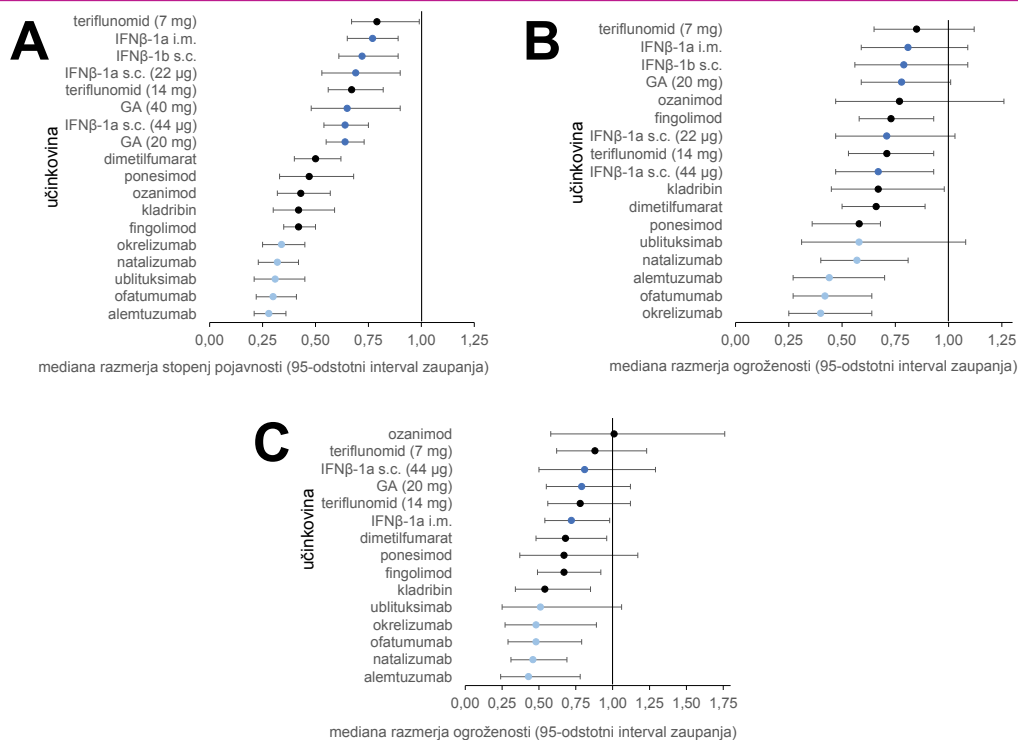 A
učinkovina
teriflunomid (7 mg)
IFNβ-1a i.m.
IFNβ-1b s.c.
IFNβ-1a s.c. (22 µg)
teriflunomid (14 mg)
GA (40 mg)
IFNβ-1a s.c. (44 µg)
GA (20 mg)
dimetilfumarat
ponesimod
ozanimod
kladribin
fingolimod
okrelizumab
natalizumab
ublituksimab
ofatumumab
alemtuzumab
0,00 0,25 0,50 0,75 1,00 1,25
mediana razmerja stopenj pojavnosti (95-odstotni interval zaupanja)
B
učinkovina
teriflunomid (7 mg)
IFNβ-1a i.m.
IFNβ-1b s.c.
GA (20 mg)
ozanimod
fingolimod
IFNβ-1a s.c. (22 µg)
teriflunomid (14 mg)
IFNβ-1a s.c. (44 µg)
kladribin
dimetilfumarat
ponesimod
ublituksimab
natalizumab
alemtuzumab
ofatumumab
okrelizumab
0,00 0,25 0,50 0,75 1,00 1,25
mediana razmerja ogroženosti (95-odstotni interval zaupanja)
C
učinkovina
ozanimod
teriflunomid (7 mg)
IFNβ-1a s.c. (44 µg)
GA (20 mg)
teriflunomid (14 mg)
IFNβ-1a i.m.
dimetilfumarat
ponesimod
fingolimod
kladribin
ublituksimab
okrelizumab
ofatumumab
natalizumab
alemtuzumab
0,00 0,25 0,50 0,75 1,00 1,25 1,50 1,75
mediana razmerja ogroženosti (95-odstotni interval zaupanja)